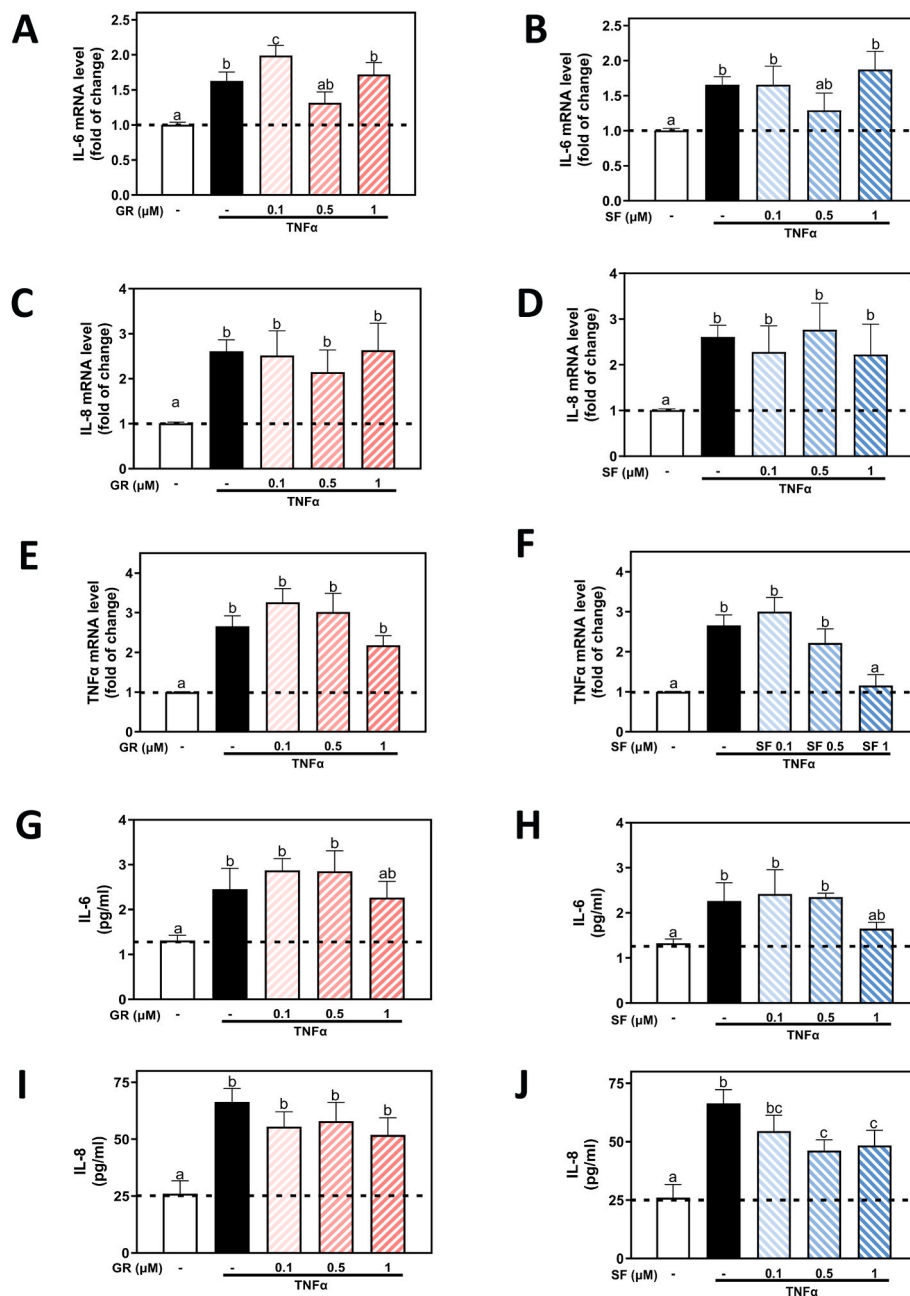 A
IL-6 mRNA level
(fold of change)
2.5
2.0
1.5
1.0
0.5
0.0
a
b
c
ab
b
GR (µM)
-
-
0.1
0.5
1
TNFα
B
IL-6 mRNA level
(fold of change)
2.5
2.0
1.5
1.0
0.5
0.0
a
b
b
ab
b
SF (µM)
-
-
0.1
0.5
1
TNFα
C
IL-8 mRNA level
(fold of change)
4
3
2
1
0
a
b
b
b
b
GR (µM)
-
-
0.1
0.5
1
TNFα
D
IL-8 mRNA level
(fold of change)
4
3
2
1
0
a
b
b
b
b
SF (µM)
-
-
0.1
0.5
1
TNFα
E
TNFα mRNA level
(fold of change)
4
3
2
1
0
a
b
b
b
b
GR (µM)
-
-
0.1
0.5
1
TNFα
F
TNFα mRNA level
(fold of change)
4
3
2
1
0
a
b
b
b
a
SF (µM)
-
-
SF 0.1
SF 0.5
SF 1
TNFα
G
IL-6
(pg/ml)
4
3
2
1
0
a
b
b
b
ab
GR (µM)
-
-
0.1
0.5
1
TNFα
H
IL-6
(pg/ml)
4
3
2
1
0
a
b
b
b
ab
SF (µM)
-
-
0.1
0.5
1
TNFα
I
IL-8
(pg/ml)
75
50
25
0
a
b
b
b
b
GR (µM)
-
-
0.1
0.5
1
TNFα
J
IL-8
(pg/ml)
75
50
25
0
a
b
bc
c
c
SF (µM)
-
-
0.1
0.5
1
TNFα